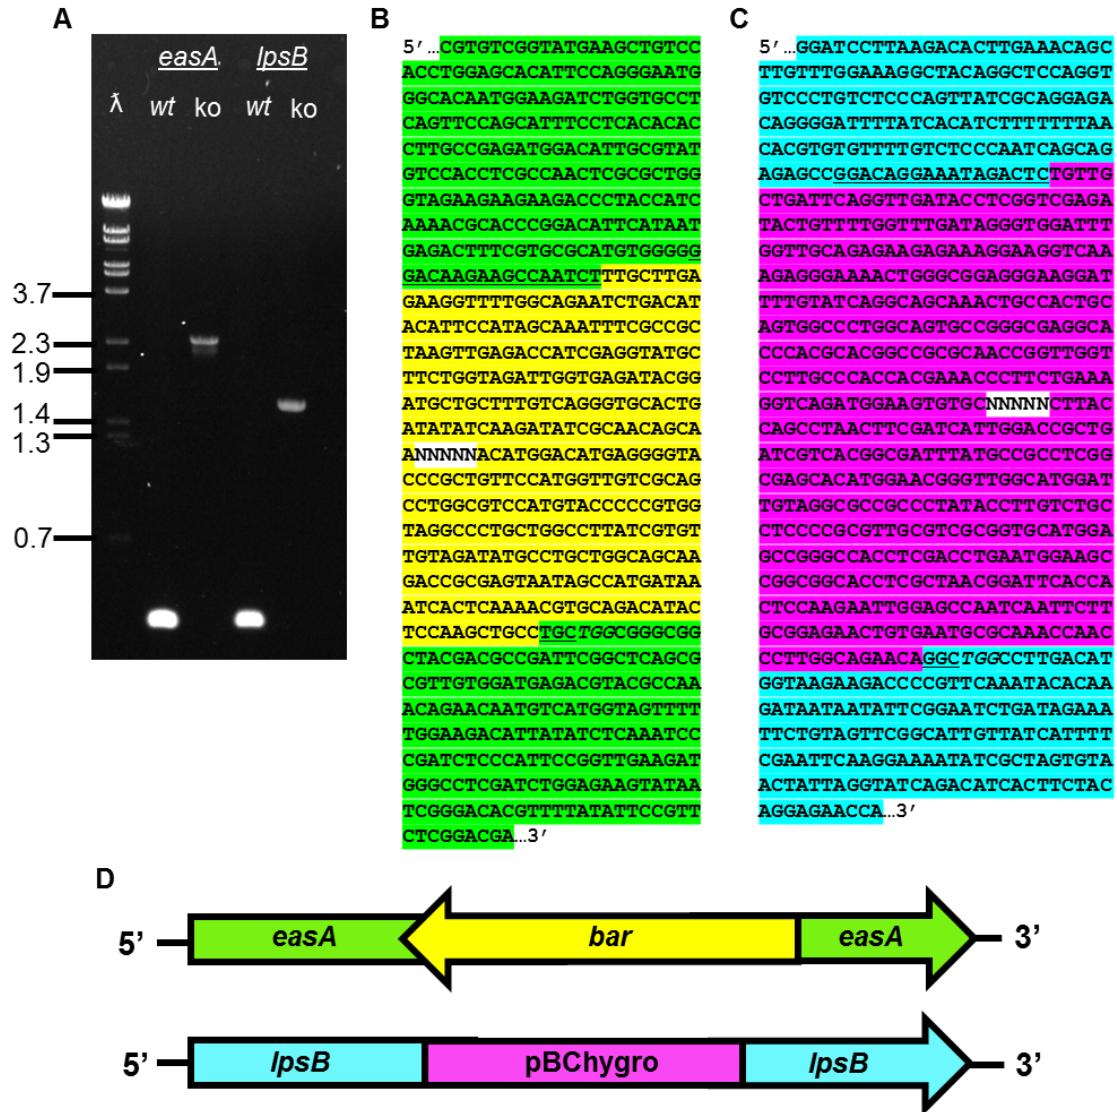 A
easA
lpsB
λ
wt
ko
wt
ko
3.7
2.3
1.9
1.4
1.3
0.7
B
5’…CGTGTCGGTATGAAGCTGTCC
ACCTGGAGCACATTCCAGGGAATG
GGCACAATGGAAGATCTGGTGCCT
CAGTTCCAGCATTTCCTCACACAC
CTTGCCGAGATGGACATTGCGTAT
GTCCACCTCGCCAACTCGCGCTGG
GTAGAAGAAGAAGACCCTACCATC
AAAACGCACCCGGACATTCATAAT
GAGACTTTCGTGCGCATGTGGGGG
GACAAGAAGCCAATCTTTGCTTGA
GAAGGTTTTGGCAGAATCTGACAT
ACATTCCATAGCAAATTTCGCCGC
TAAGTTGAGACCATCGAGGTATGC
TTCTGGTAGATTGGTGAGATACGG
ATGCTGCTTTGTCAGGGTGCACTG
ATATATCAAGATATCGCAACAGCA
ANNNNNACATGGACATGAGGGGTA
CCCGCTGTTCCATGGTTGTCGCAG
CCTGGCGTCCATGTACCCCCGTGG
TAGGCCCTGCTGGCCTTATCGTGT
TGTAGATATGCCTGCTGGCAGCAA
GACCGCGAGTAATAGCCATGATAA
ATCACTCAAAACGTGCAGACATAC
TCCAAGCTGCCTGCTGGCGGGCGG
CTACGACGCCGATTCGGCTCAGCG
CGTTGTGGATGAGACGTACGCCAA
ACAGAACAATGTCATGGTAGTTTT
TGGAAGACATTATATCTCAAATCC
CGATCTCCCATTCCGGTTGAAGAT
GGGCCTCGATCTGGAGAAGTATAA
TCGGGACACGTTTTATATTCCGTT
CTCGGACGA…3’
C
5’…GGATCCTTAAGACACTTGAAACAGC
TTGTTTGGAAAGGCTACAGGCTCCAGGT
GTCCCTGTCTCCCAGTTATCGCAGGAGA
CAGGGGATTTTATCACATCTTTTTTTAA
CACGTGTGTTTTGTCTCCCAATCAGCAG
AGAGCCGGACAGGAAATAGACTCTGTTG
CTGATTCAGGTTGATACCTCGGTCGAGA
TACTGTTTTTGGTTTGATAGGGTGGATTT
GGTTGCAGAGAAGAGAAAGGAAGGTCAA
AGAGGGAAAACTGGGCGGAGGGAAGGAT
TTTGTATCAGGCAGCAAACTGCCACTGC
AGTGGCCCTGGCAGTGCCGGGCGAGGCA
CCCACGCACGGCCGCGCAACCGGTTGGT
CCTTGCCCACCACGAAACCCTTCTGAAA
GGTCAGATGGAAGTGTGCNNNNNCTTAC
CAGCCTAACTTCGATCATTGGACCGCTG
ATCGTCACGGCGATTTATGCCGCCTCGG
CGAGCACATGGAACGGGTTGGCATGGAT
TGTAGGCGCCGCCCTATACCTTGTCTGC
CTCCCCGCGTTGCGTCGCGGTGCATGGA
GCCGGGCCACCTCGACCTGAATGGAAGC
CGGCGGCACCTCGCTAACGGATTCACCA
CTCCAAGAATTGGAGCCAATCAATTCTT
GCGGAGAACTGTGAATGCGCAAACCAAC
CCTTGGCAGAACAGGCTGGCCTTGACAT
GGTAAGAAGACCCCGTTCAAATACACAA
GATAATAATATTCGGAATCTGATAGAAA
TTCTGTAGTTCGGCATTGTTATCATTTT
CGAATTCAAGGAAAATATCGCTAGTGTA
ACTATTAGGTATCAGACATCACTTCTAC
AGGAGAACCA…3’
D
5’
easA
bar
easA
3’
5’
lpsB
pBChygro
lpsB
3’